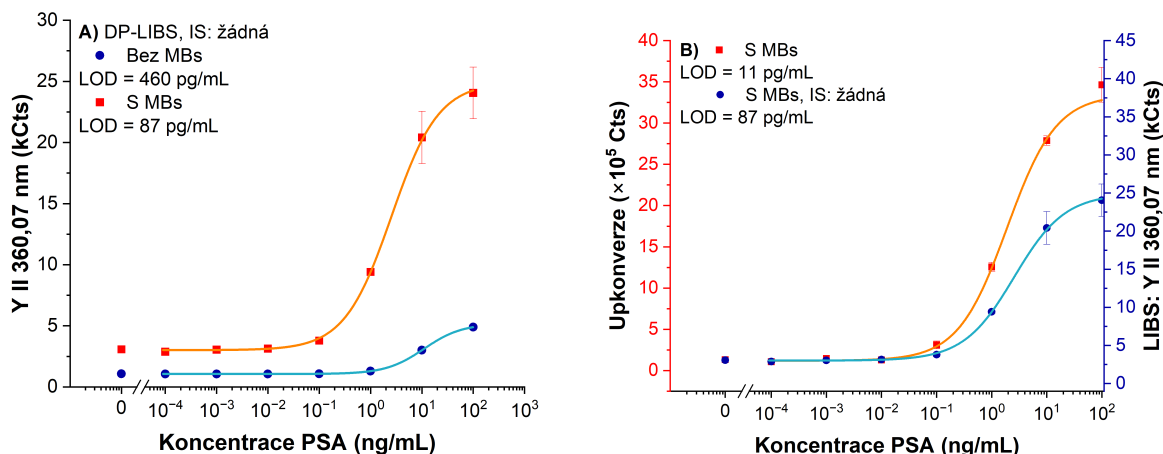 A) DP-LIBS, IS: žádná
Bez MBs
LOD = 460 pg/mL
S MBs
LOD = 87 pg/mL
Y II 360,07 nm (kCts)
30
25
20
15
10
5
0
0 10⁻⁴ 10⁻³ 10⁻² 10⁻¹ 10⁰ 10¹ 10² 10³
Koncentrace PSA (ng/mL)
B) S MBs
LOD = 11 pg/mL
S MBs, IS: žádná
LOD = 87 pg/mL
Upkonverze (×10⁵ Cts)
40
35
30
25
20
15
10
5
0
LIBS: Y II 360,07 nm (kCts)
45
40
35
30
25
20
15
10
5
0
0 10⁻⁴ 10⁻³ 10⁻² 10⁻¹ 10⁰ 10¹ 10²
Koncentrace PSA (ng/mL)